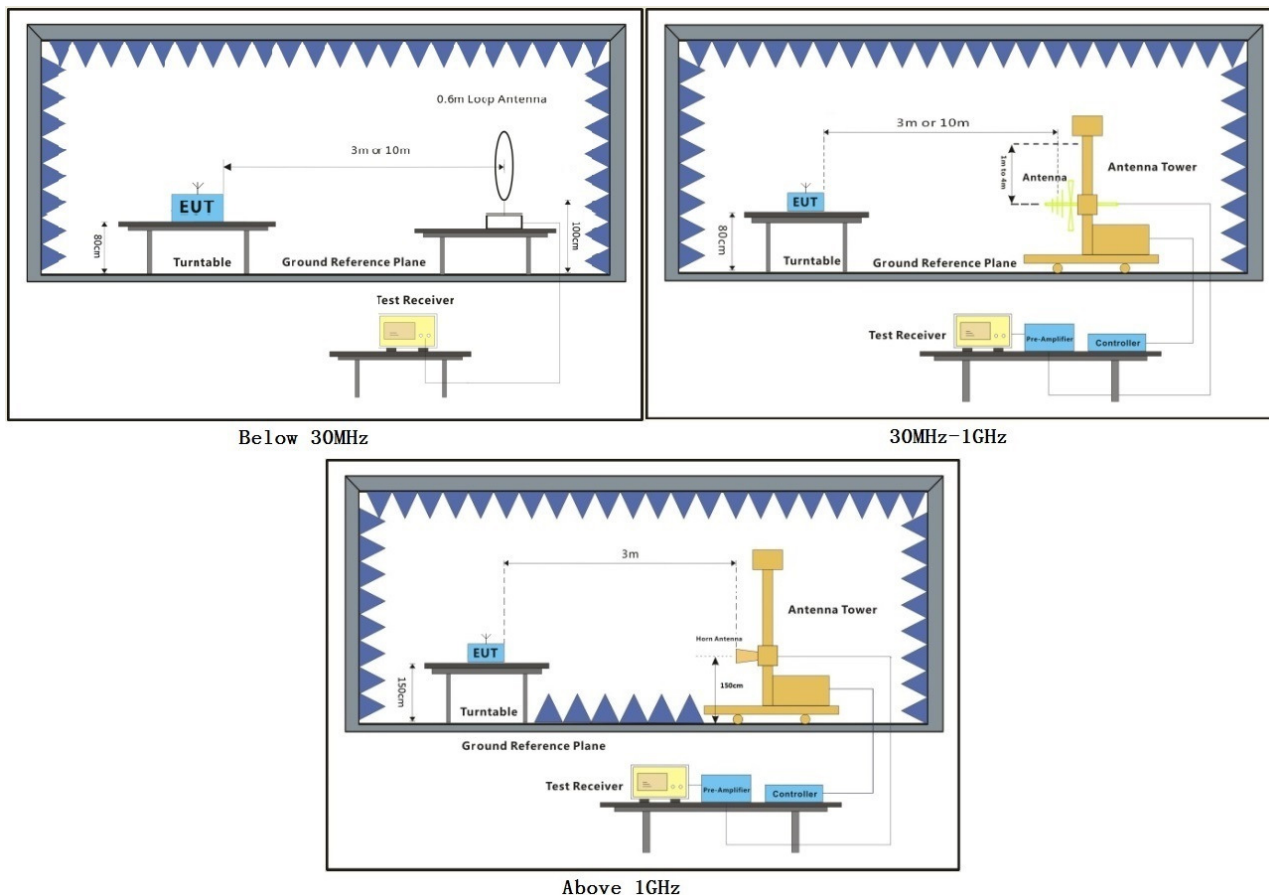 0.6m Loop Antenna
3m or 10m
EUT
80cm
100cm
Turntable
Ground Reference Plane
Test Receiver
Below 30MHz
3m or 10m
1m to 4m
Antenna
Antenna Tower
EUT
80cm
Turntable
Ground Reference Plane
Test Receiver
Pre-Amplifier
Controller
30MHz-1GHz
3m
Antenna Tower
Horn Antenna
EUT
150cm
150cm
Turntable
Ground Reference Plane
Test Receiver
Pre-Amplifier
Controller
Above 1GHz